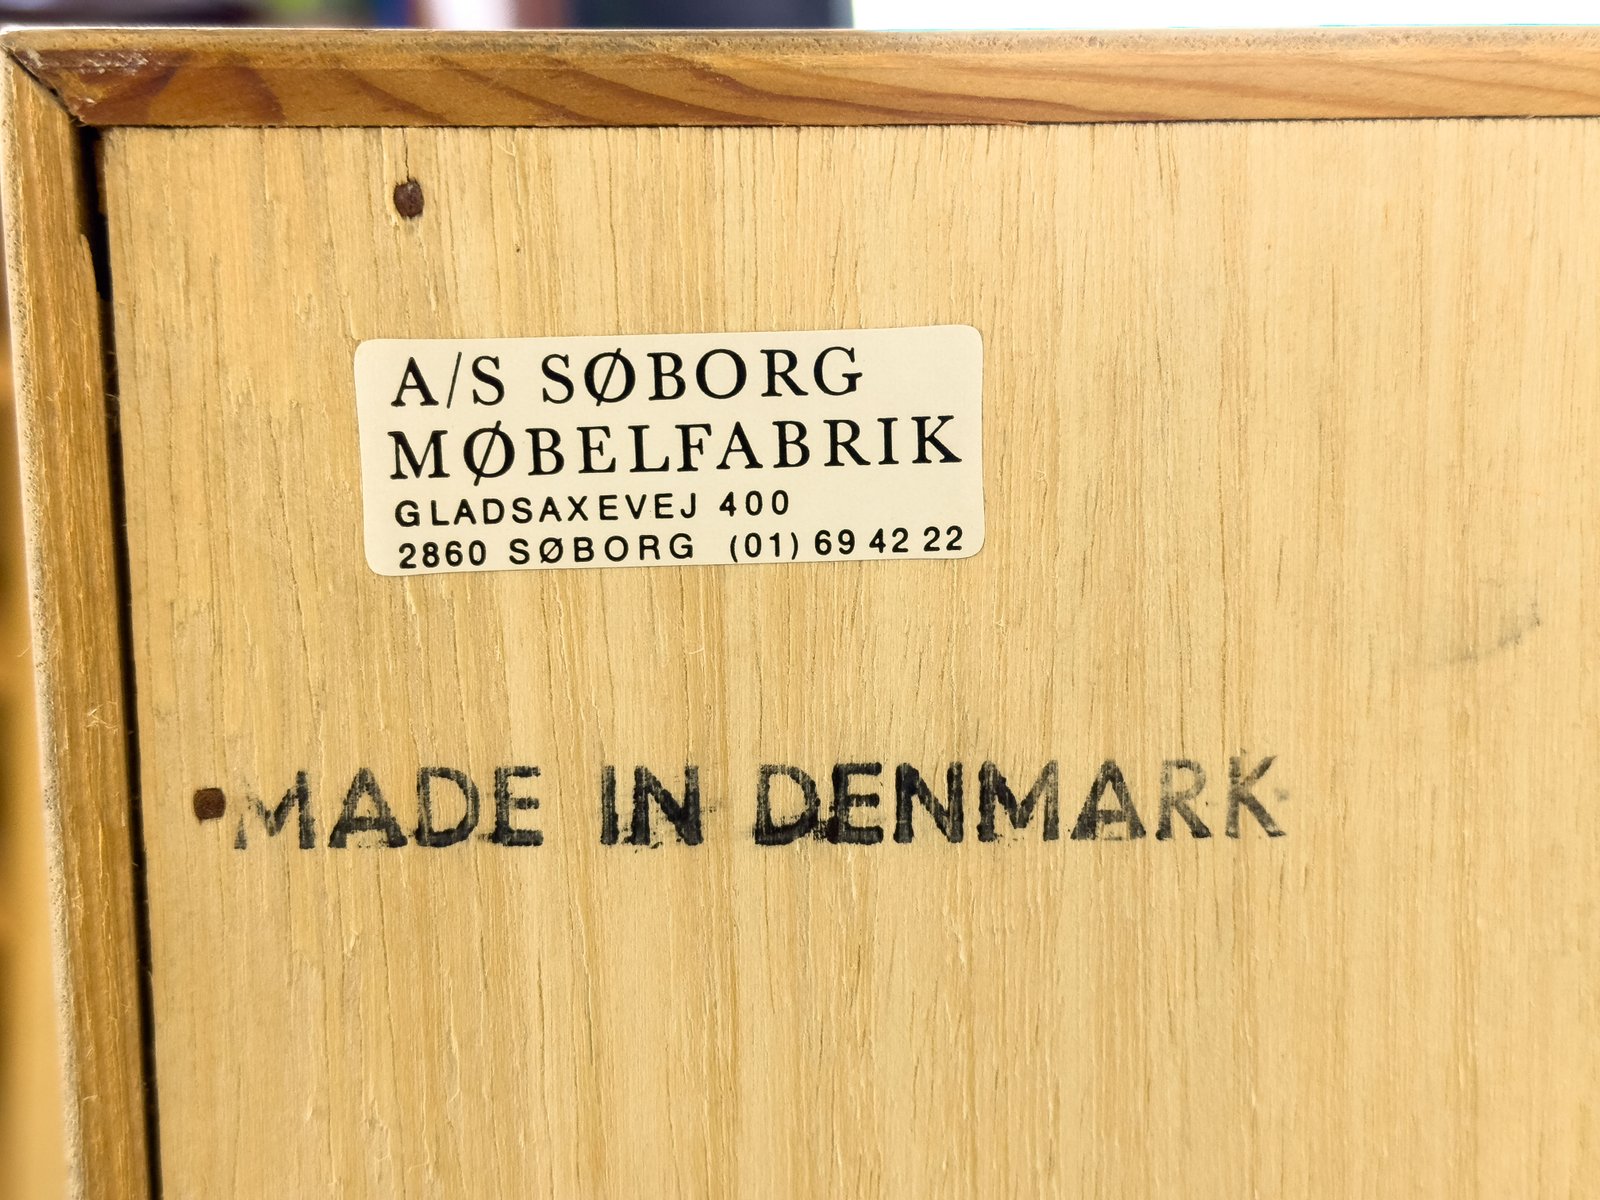 A/S SØBORG
MØBELFABRIK
GLADSAXEVEJ 400
2860 SØBORG (01) 69 42 22
MADE IN DENMARK